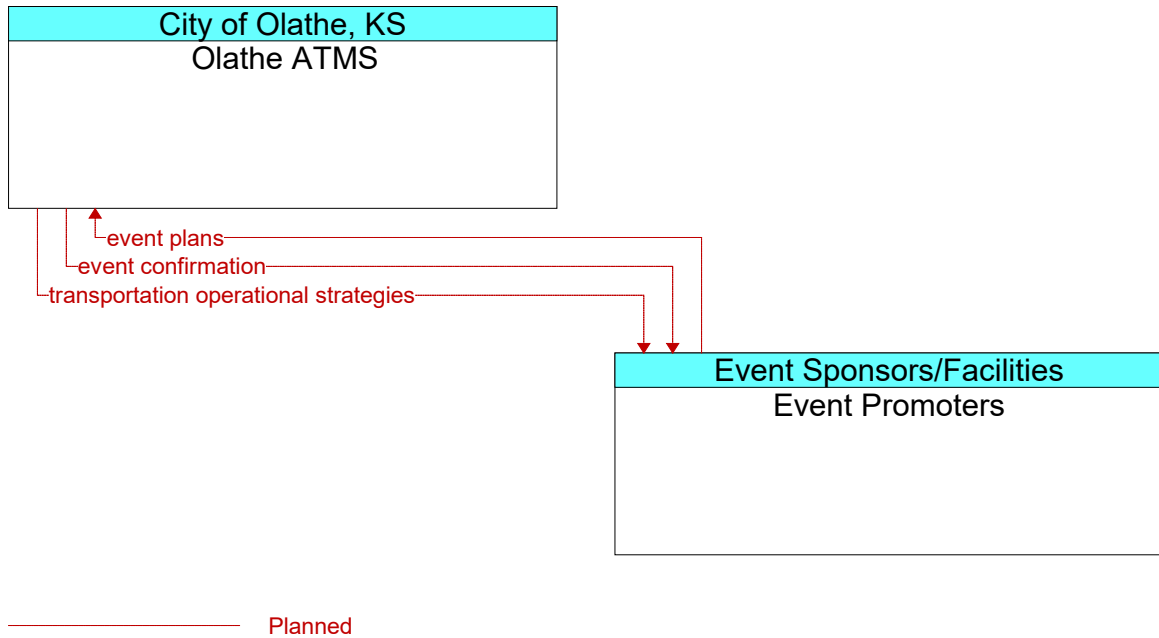 City of Olathe, KS
Olathe ATMS
event plans
event confirmation
transportation operational strategies
Event Sponsors/Facilities
Event Promoters
Planned